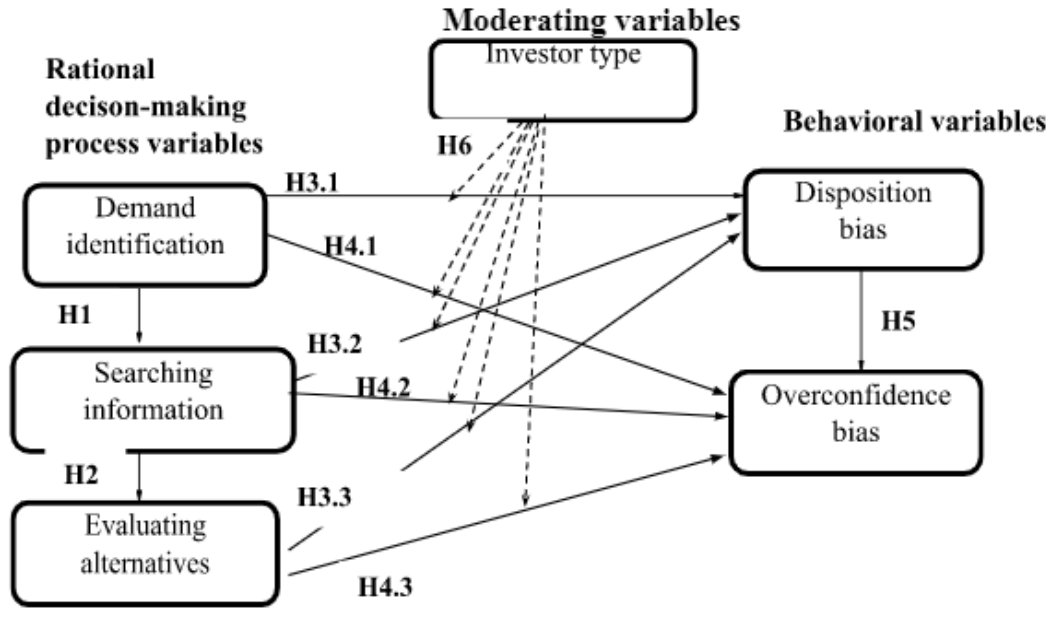 Moderating variables
Investor type
Rational
decison-making
process variables
Behavioral variables
H6
H3.1
Demand
identification
Disposition
bias
H4.1
H1
H5
H3.2
Searching
information
H4.2
Overconfidence
bias
H2
H3.3
Evaluating
alternatives
H4.3